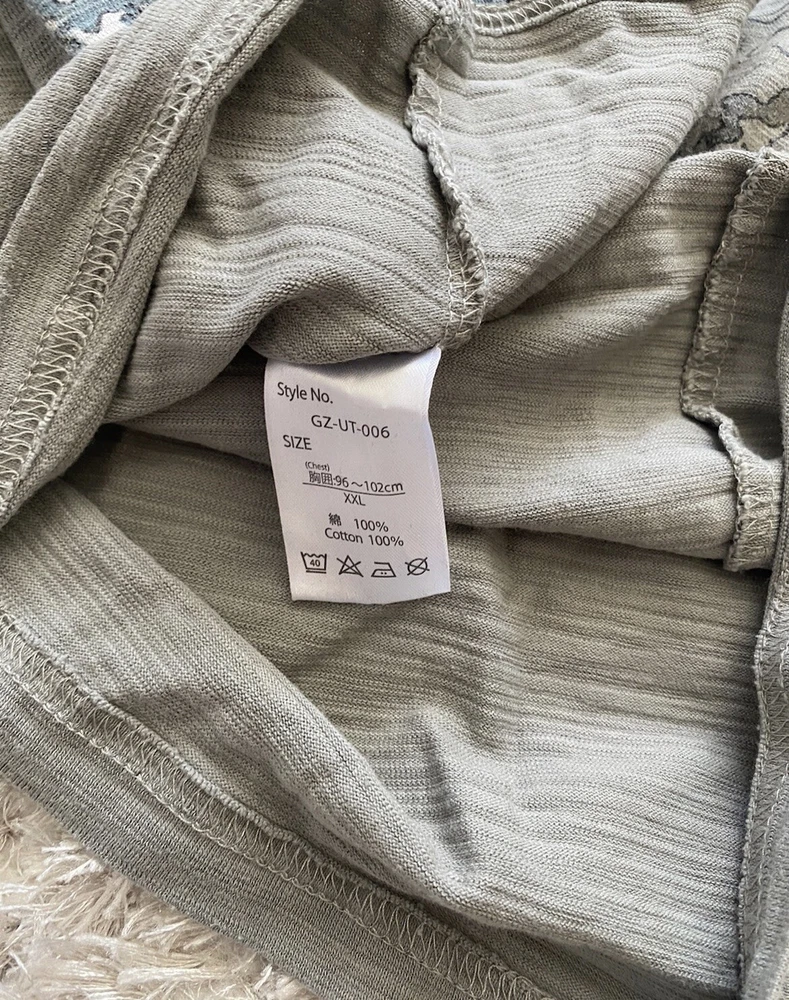 Style No.
GZ-UT-006
SIZE
(Chest)
胸囲·96～102cm
XXL
綿 100%
Cotton 100%
40